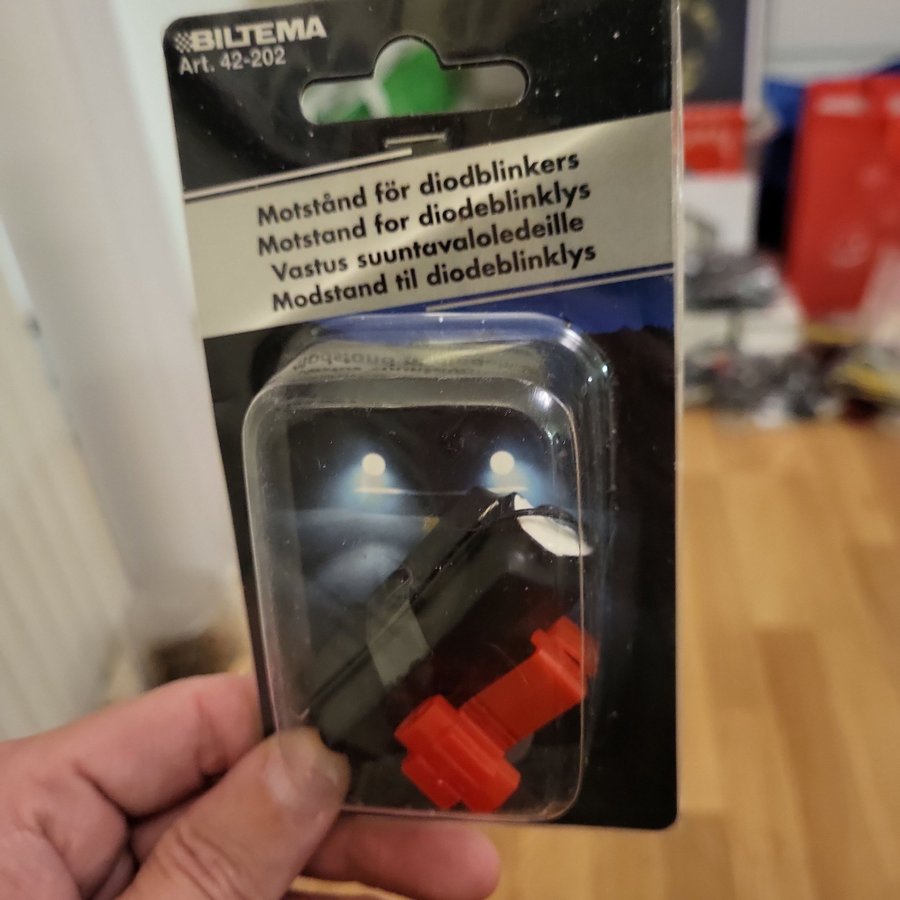 BILTEMA
Art. 42-202
Motstånd för diodblinkers
Motstand for diodeblinklys
Vastus suuntavaloledeille
Modstand til diodeblinklys